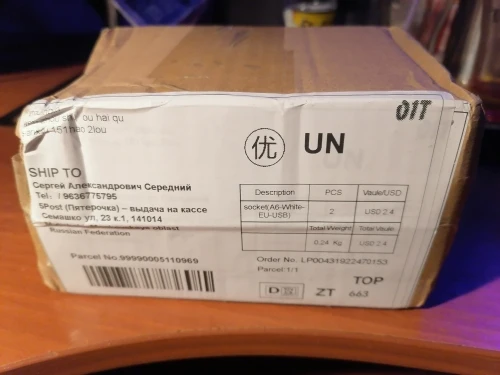 ou hai qu
2lou
01T
优 UN
SHIP TO
Сергей Александрович Середний
9636775795
5Post (Пятерочка) – выдача на кассе
Семашко ул, 23 к.1, 141014
Russian Federation
Description PCS Vaule/USD
socket(A6-White-EU-USB) 2 USD 2.4
Total Weight Total Vaule
0.24 Kg USD 2.4
Parcel No.99990005110969
Order No. LP00431922470153
Parcel:1/1
TOP
D ZT 663